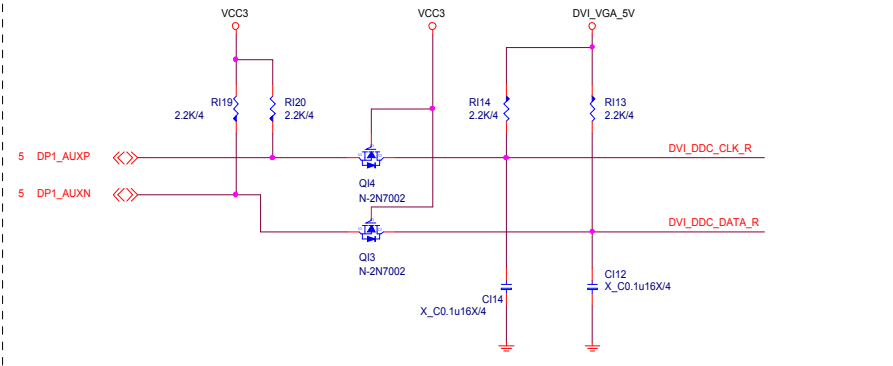 VCC3
VCC3
DVI_VGA_5V
RI19
2.2K/4
RI20
2.2K/4
RI14
2.2K/4
RI13
2.2K/4
5 DP1_AUXP
DVI_DDC_CLK_R
QI4
N-2N7002
5 DP1_AUXN
DVI_DDC_DATA_R
QI3
N-2N7002
CI14
X_C0.1u16X/4
CI12
X_C0.1u16X/4